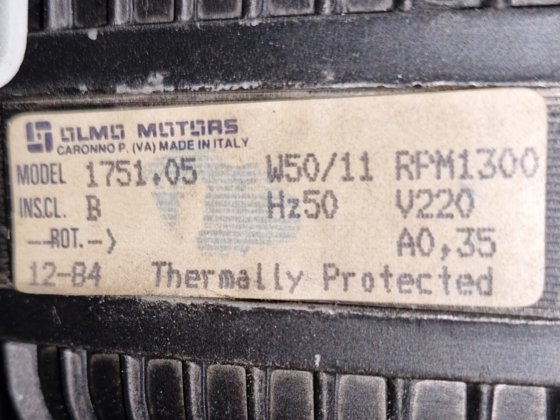 OLMO MOTORS
CARONNO P. (VA) MADE IN ITALY
MODEL 1751.05 W50/11 RPM1300
INS.CL. B Hz50 V220
--ROT.-> A0,35
12-84 Thermally Protected